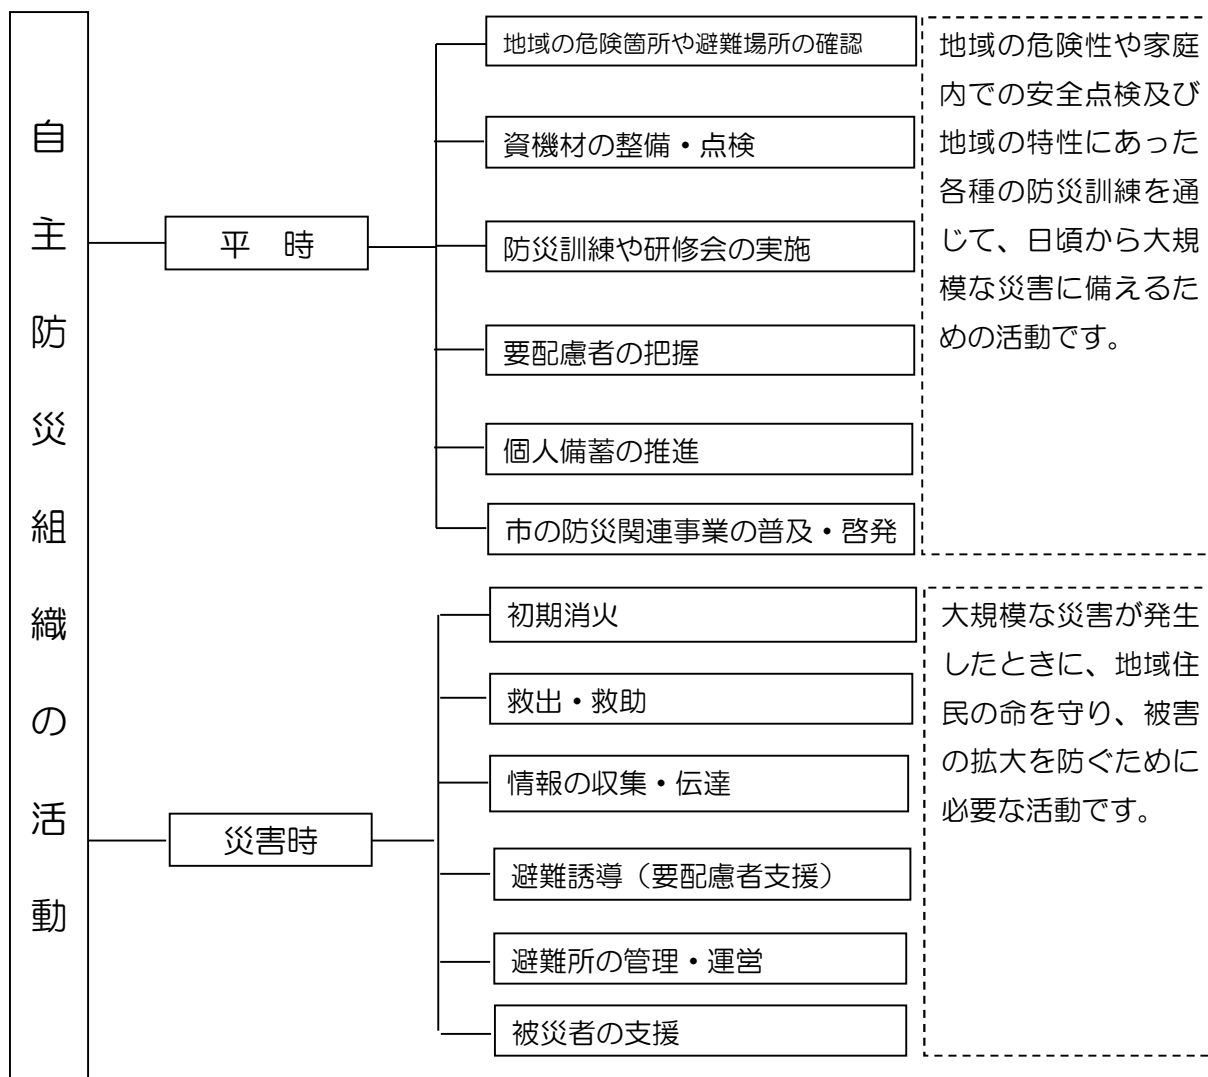 自主防災組織の活動
平　時
地域の危険箇所や避難場所の確認
資機材の整備・点検
防災訓練や研修会の実施
要配慮者の把握
個人備蓄の推進
市の防災関連事業の普及・啓発
地域の危険性や家庭
内での安全点検及び
地域の特性にあった
各種の防災訓練を通
じて、日頃から大規
模な災害に備えるた
めの活動です。
災害時
初期消火
救出・救助
情報の収集・伝達
避難誘導（要配慮者支援）
避難所の管理・運営
被災者の支援
大規模な災害が発生
したときに、地域住
民の命を守り、被害
の拡大を防ぐために
必要な活動です。